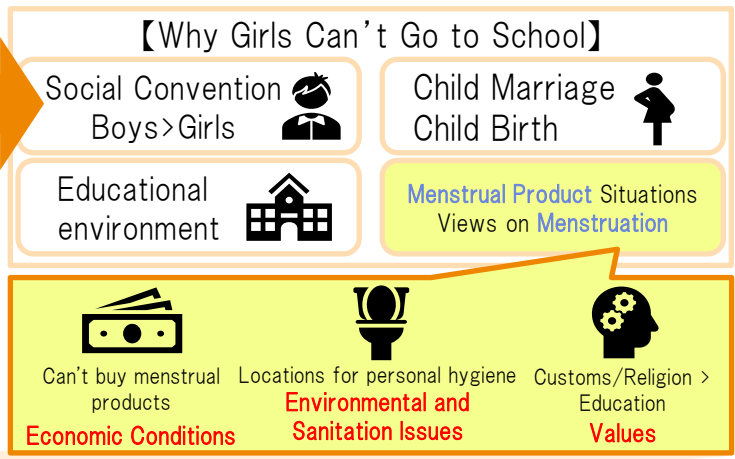 【Why Girls Can't Go to School】
Social Convention
Boys>Girls
Child Marriage
Child Birth
Educational
environment
Menstrual Product Situations
Views on Menstruation
Can't buy menstrual
products
Economic Conditions
Locations for personal hygiene
Environmental and
Sanitation Issues
Customs/Religion >
Education
Values